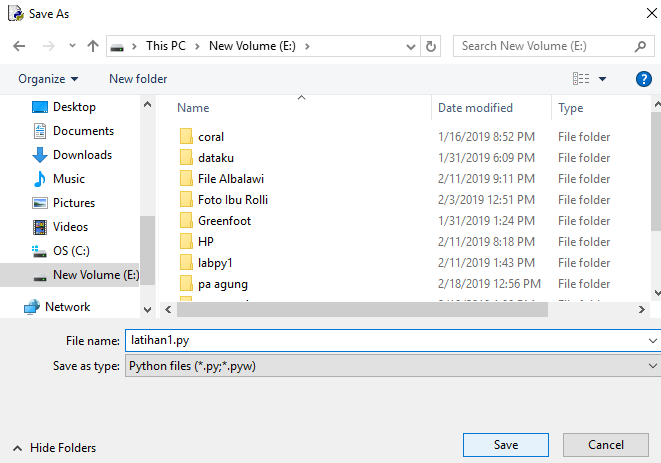 Save As
This PC > New Volume (E:) >
Search New Volume (E:)
Organize
New folder
?
Desktop
Documents
Downloads
Music
Pictures
Videos
OS (C:)
New Volume (E:)
Network
Name Date modified Type
coral 1/16/2019 8:52 PM File folder
dataku 1/31/2019 6:09 PM File folder
File Albalawi 2/11/2019 9:11 PM File folder
Foto Ibu Rolli 2/3/2019 12:51 PM File folder
Greenfoot 1/31/2019 1:24 PM File folder
HP 2/11/2019 8:18 PM File folder
labpy1 2/11/2019 1:43 PM File folder
pa agung 2/18/2019 12:56 PM File folder
File name: latihan1.py
Save as type: Python files (*.py;*.pyw)
Hide Folders
Save
Cancel